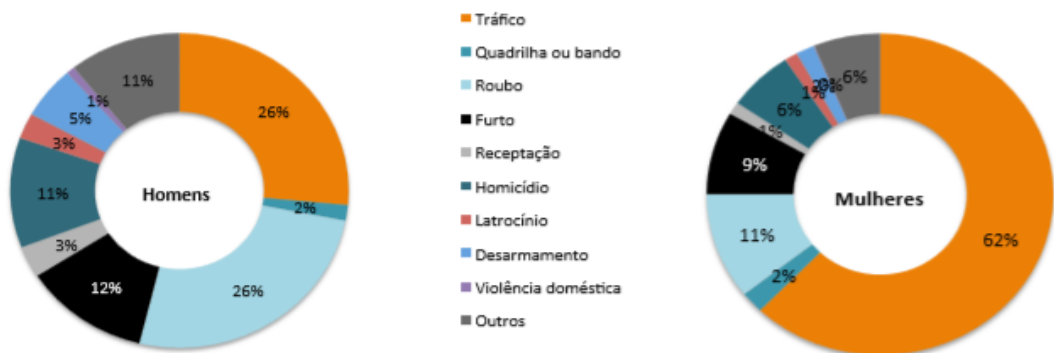 Tráfico
Quadrilha ou bando
Roubo
Furto
Receptação
Homicídio
Latrocínio
Desarmamento
Violência doméstica
Outros
Homens
26%
2%
26%
12%
3%
11%
3%
5%
1%
11%
Mulheres
62%
2%
11%
9%
1%
6%
1%
6%